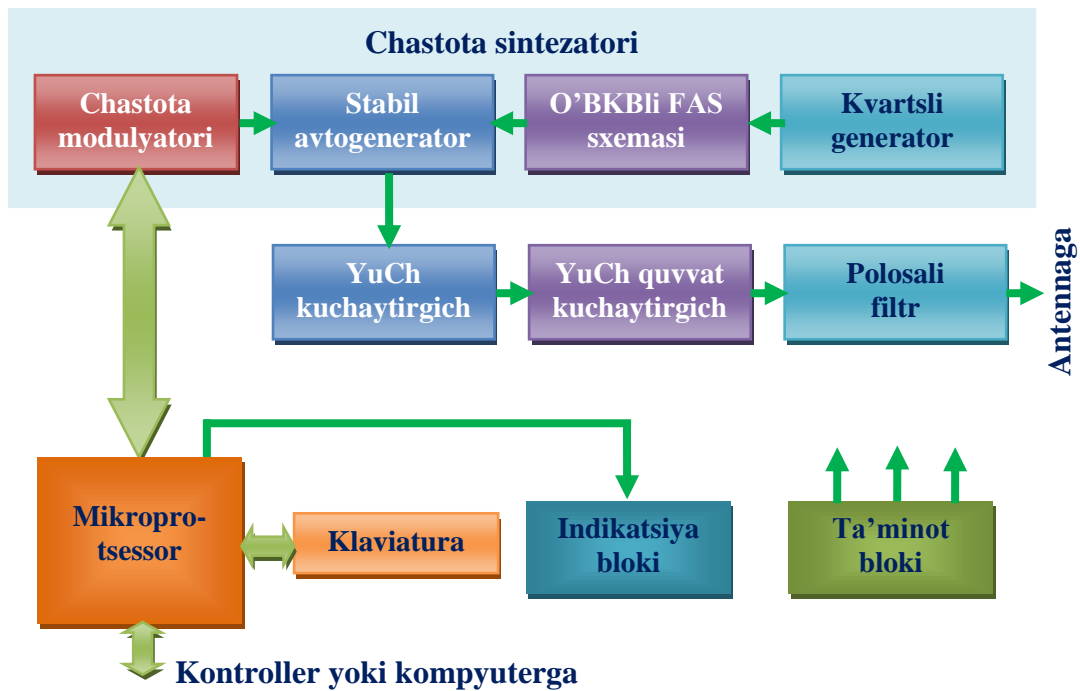 Chastota sintezatori
Chastota
modulyatori
Stabil
avtogenerator
O’BKBli FAS
sxemasi
Kvartsli
generator
YuCh
kuchaytirgich
YuCh quvvat
kuchaytirgich
Polosali
filtr
Antennaga
Mikropro-
tsessor
Klaviatura
Indikatsiya
bloki
Ta’minot
bloki
Kontroller yoki kompyuterga